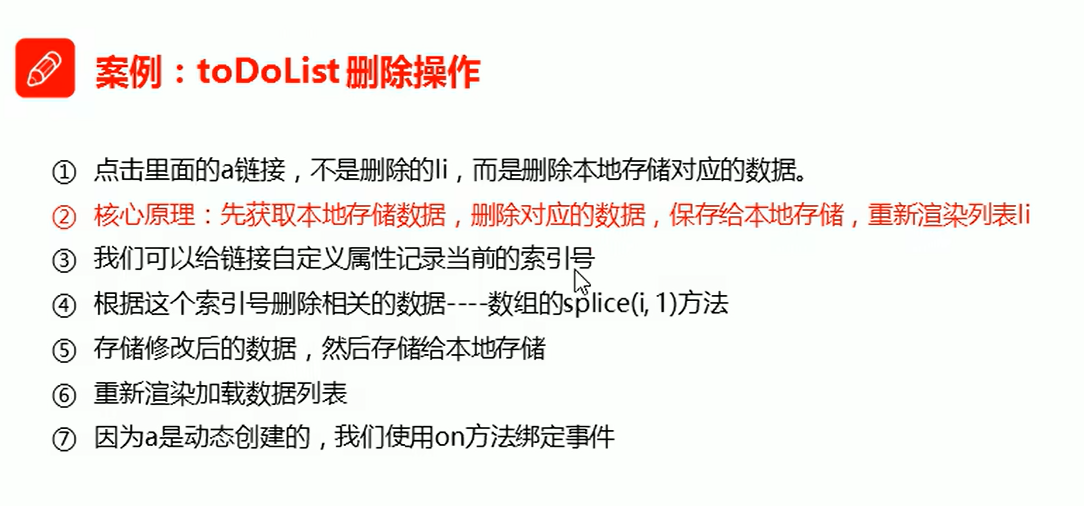 案例：toDoList 删除操作
① 点击里面的a链接，不是删除的li，而是删除本地存储对应的数据。
② 核心原理：先获取本地存储数据，删除对应的数据，保存给本地存储，重新渲染列表li
③ 我们可以给链接自定义属性记录当前的索引号
④ 根据这个索引号删除相关的数据----数组的splice(i, 1)方法
⑤ 存储修改后的数据，然后存储给本地存储
⑥ 重新渲染加载数据列表
⑦ 因为a是动态创建的，我们使用on方法绑定事件